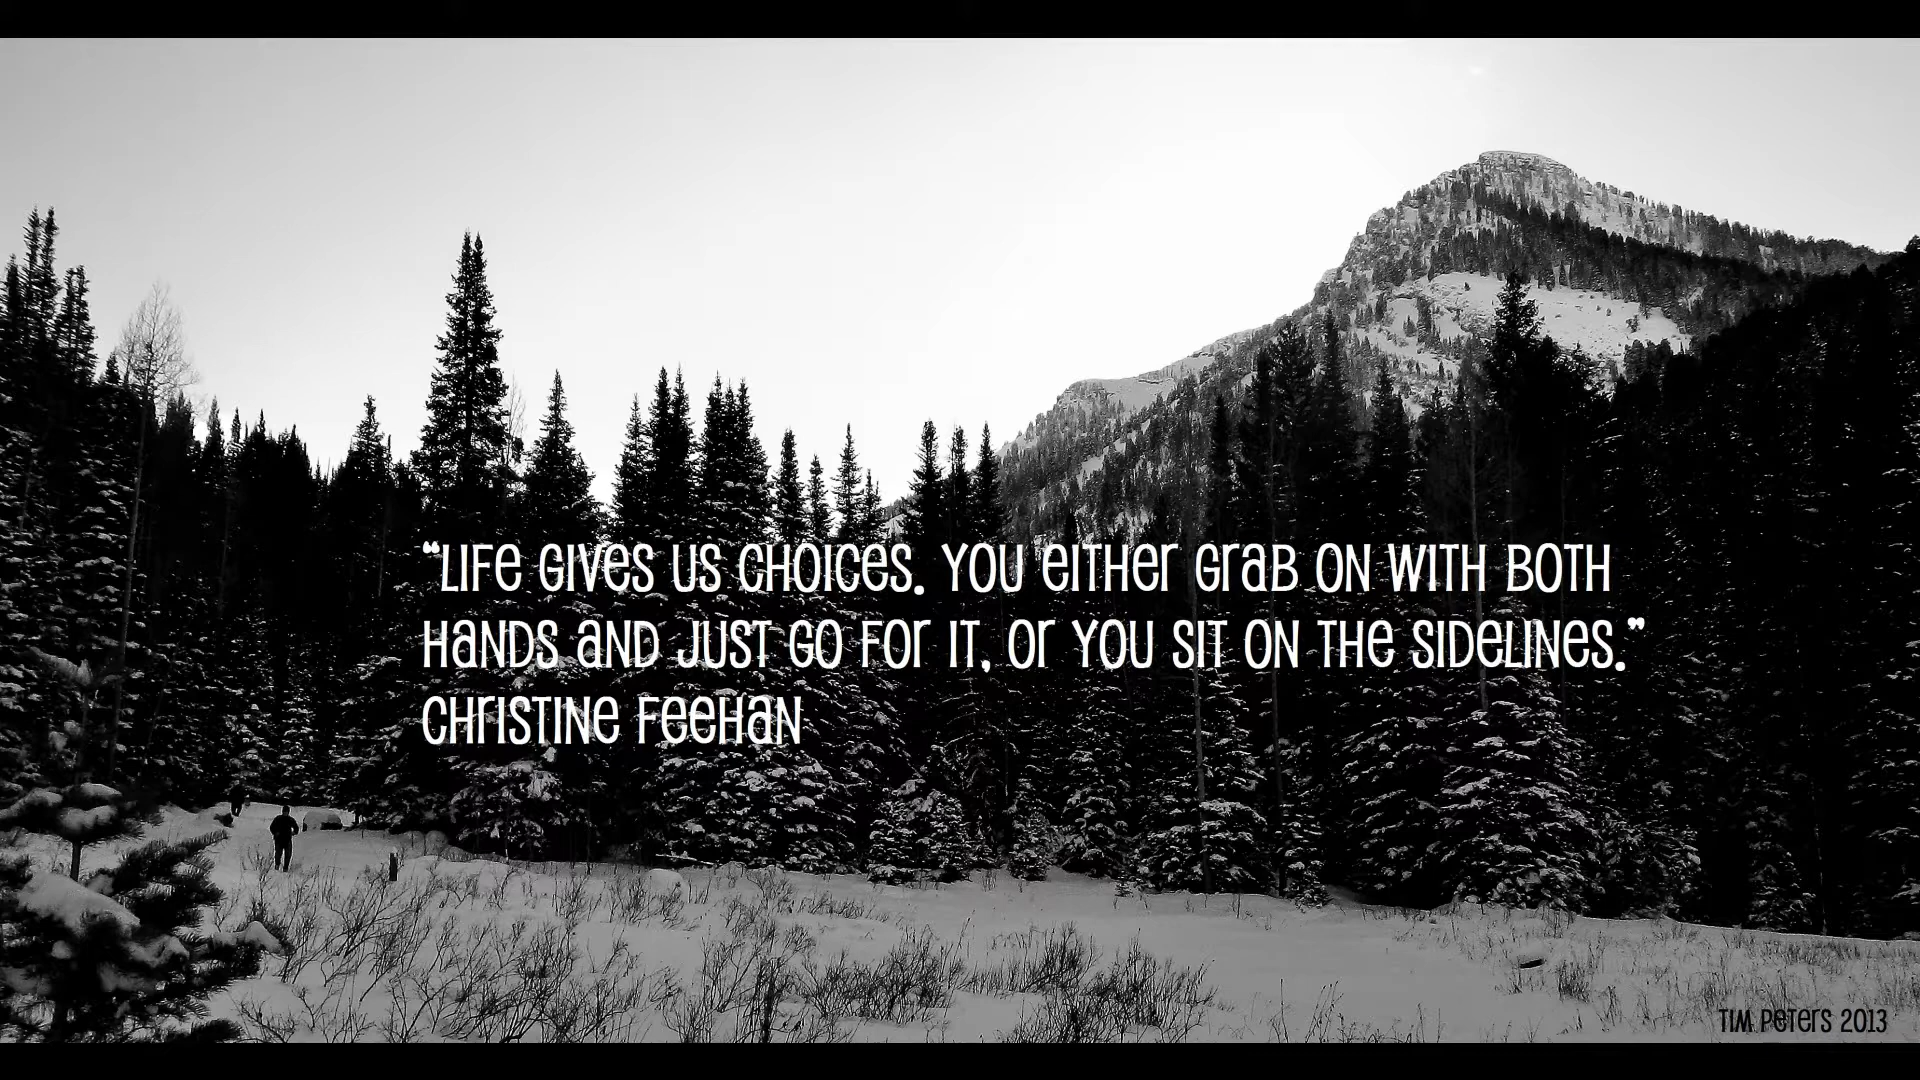 “Life gives us choices. You either grab on with both
hands and just go for it, or you sit on the sidelines.”
Christine Feehan
Tim Peters 2013